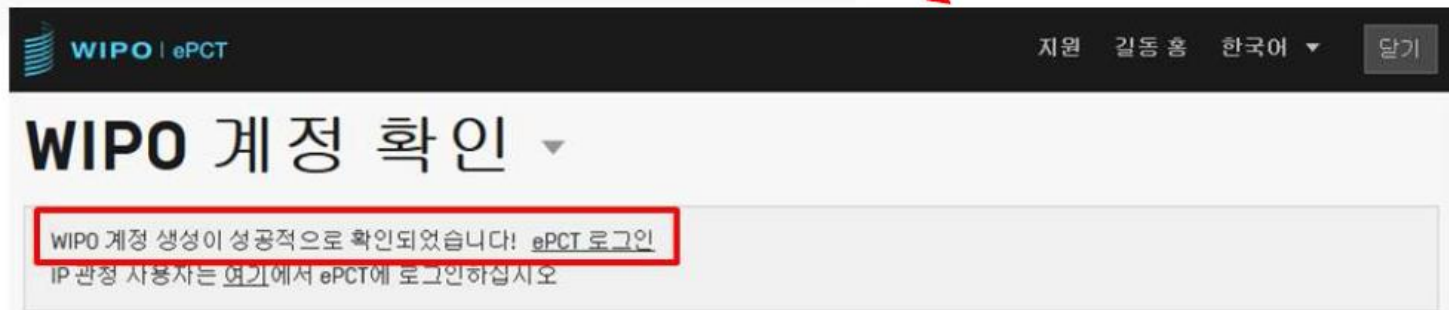 WIPO | ePCT 지원 길동 홍 한국어 ▼ 닫기
WIPO 계정 확인
WIPO 계정 생성이 성공적으로 확인되었습니다! ePCT 로그인
IP 관청 사용자는 여기에서 ePCT에 로그인하십시오